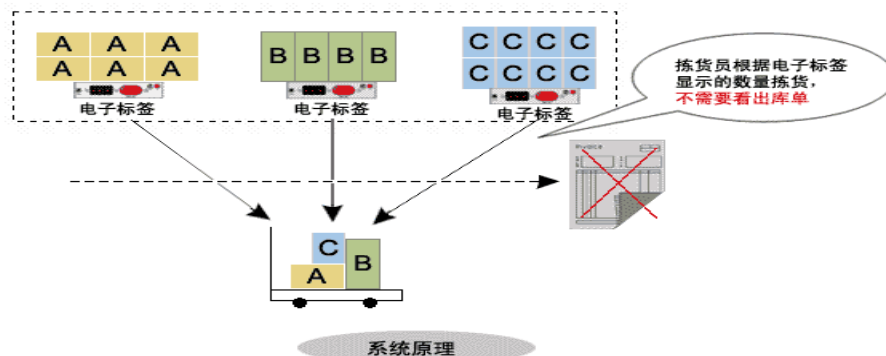 A A A
A A A
B B B B
C C C C
C C C C
电子标签
电子标签
电子标签
拣货员根据电子标签
显示的数量拣货,
不需要看出库单
C
A
B
系统原理